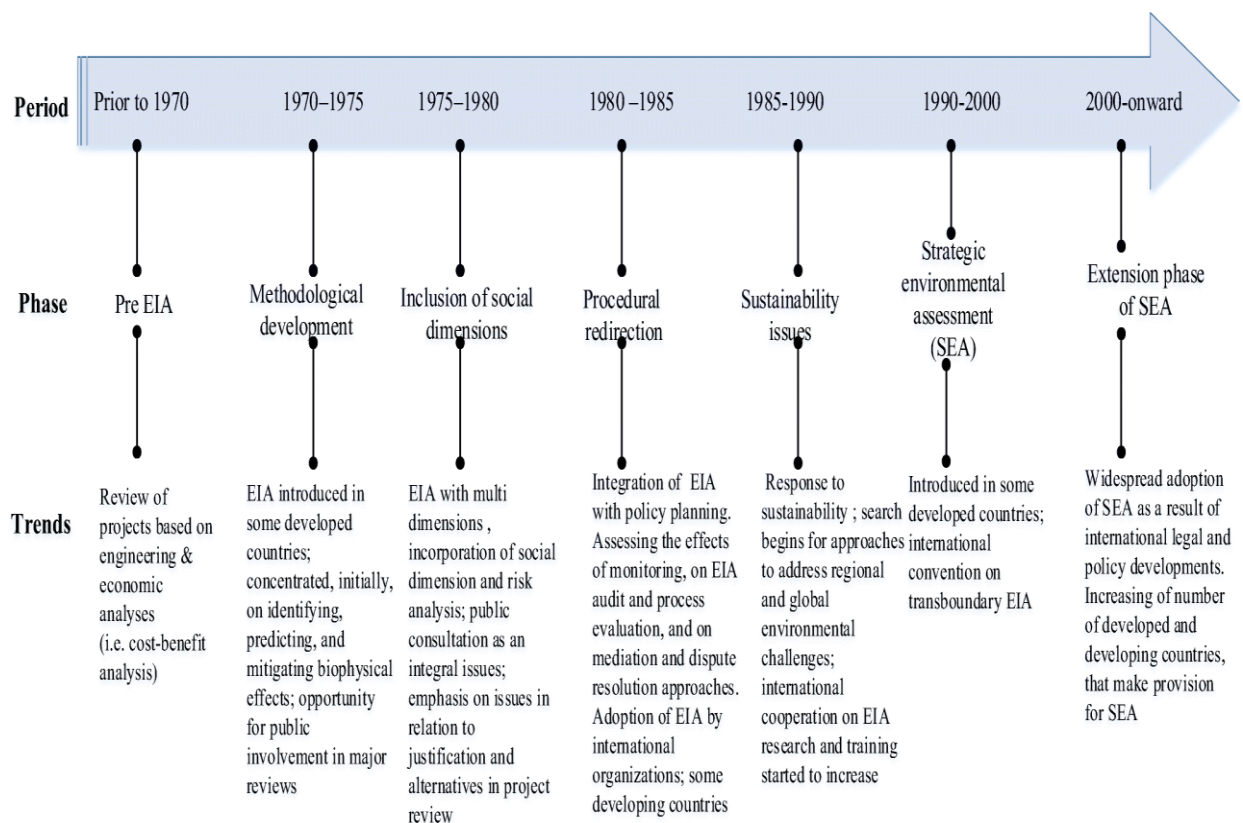 Period
Prior to 1970
1970–1975
1975–1980
1980 –1985
1985-1990
1990-2000
2000-onward
Phase
Pre EIA
Methodological
development
Inclusion of social
dimensions
Procedural
redirection
Sustainability
issues
Strategic
environmental
assessment
(SEA)
Extension phase
of SEA
Trends
Review of
projects based on
engineering &
economic
analyses
(i.e. cost-benefit
analysis)
EIA introduced in
some developed
countries;
concentrated, initially,
on identifying,
predicting, and
mitigating biophysical
effects; opportunity
for public
involvement in major
reviews
EIA with multi
dimensions ,
incorporation of social
dimension and risk
analysis; public
consultation as an
integral issues;
emphasis on issues in
relation to
justification and
alternatives in project
review
Integration of EIA
with policy planning.
Assessing the effects
of monitoring, on EIA
audit and process
evaluation, and on
mediation and dispute
resolution approaches.
Adoption of EIA by
international
organizations; some
developing countries
Response to
sustainability ; search
begins for approaches
to address regional
and global
environmental
challenges;
international
cooperation on EIA
research and training
started to increase
Introduced in some
developed countries;
international
convention on
transboundary EIA
Widespread adoption
of SEA as a result of
international legal and
policy developments.
Increasing of number
of developed and
developing countries,
that make provision
for SEA